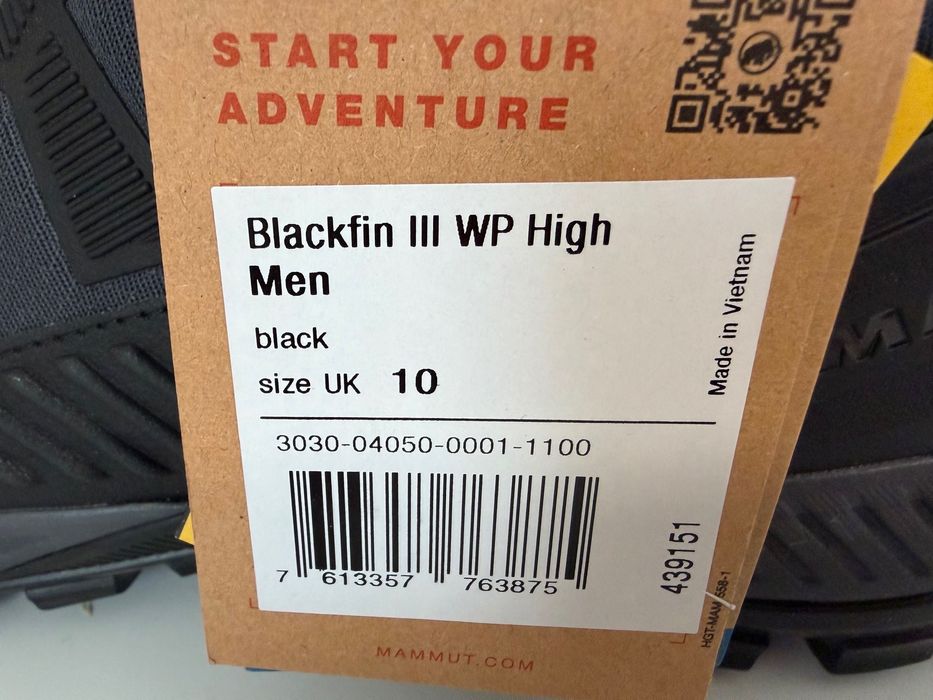 START YOUR
ADVENTURE
Blackfin III WP High
Men
black
size UK 10
Made in Vietnam
3030-04050-0001-1100
7 613357 763875
439151
MAMMUT.COM